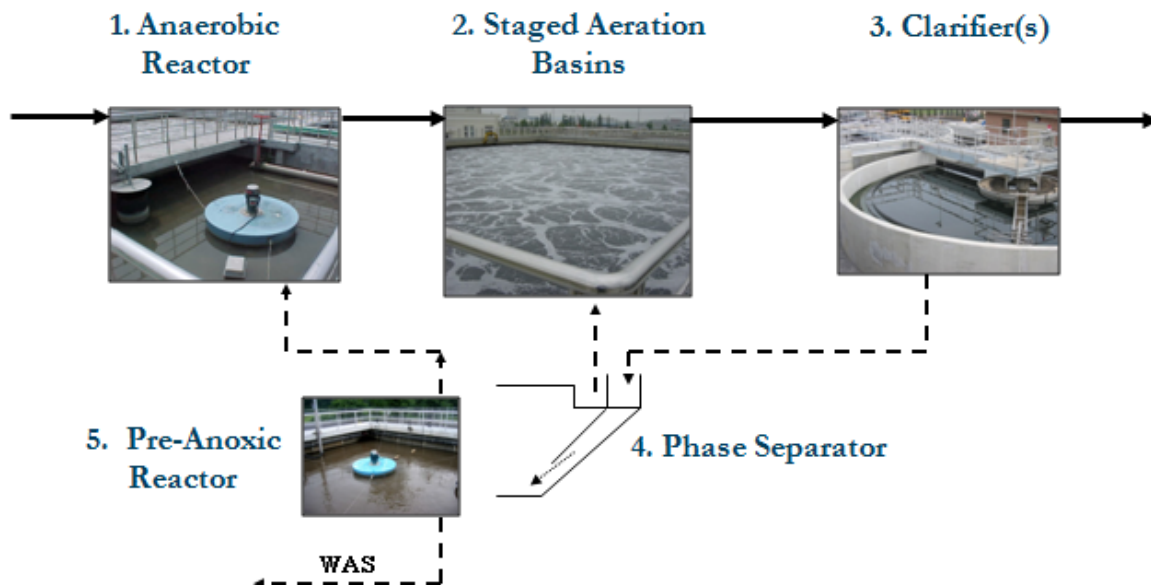 1. Anaerobic
Reactor
2. Staged Aeration
Basins
3. Clarifier(s)
4. Phase Separator
5. Pre-Anoxic
Reactor
WAS